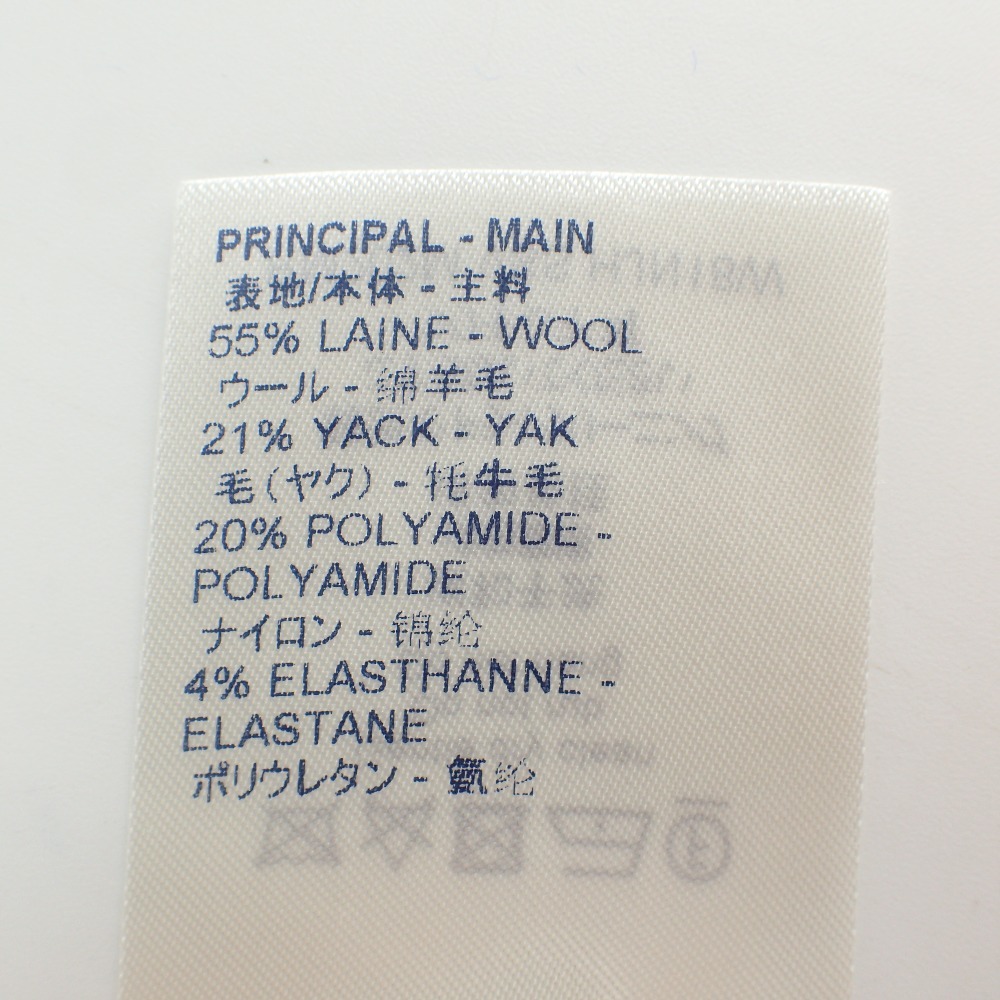 PRINCIPAL - MAIN
表地/本体 - 主料
55% LAINE - WOOL
ウール - 绵羊毛
21% YACK - YAK
毛(ヤク) - 牦牛毛
20% POLYAMIDE -
POLYAMIDE
ナイロン - 锦纶
4% ELASTHANNE -
ELASTANE
ポリウレタン - 氨纶